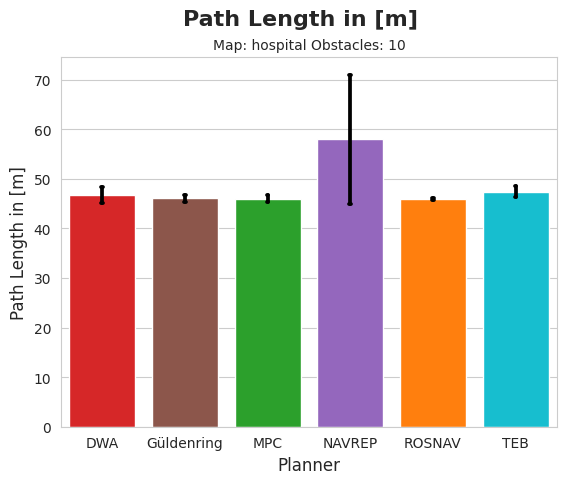 Path Length in [m]
Map: hospital Obstacles: 10
Path Length in [m]
70
60
50
40
30
20
10
0
DWA Güldenring MPC NAVREP ROSNAV TEB
Planner